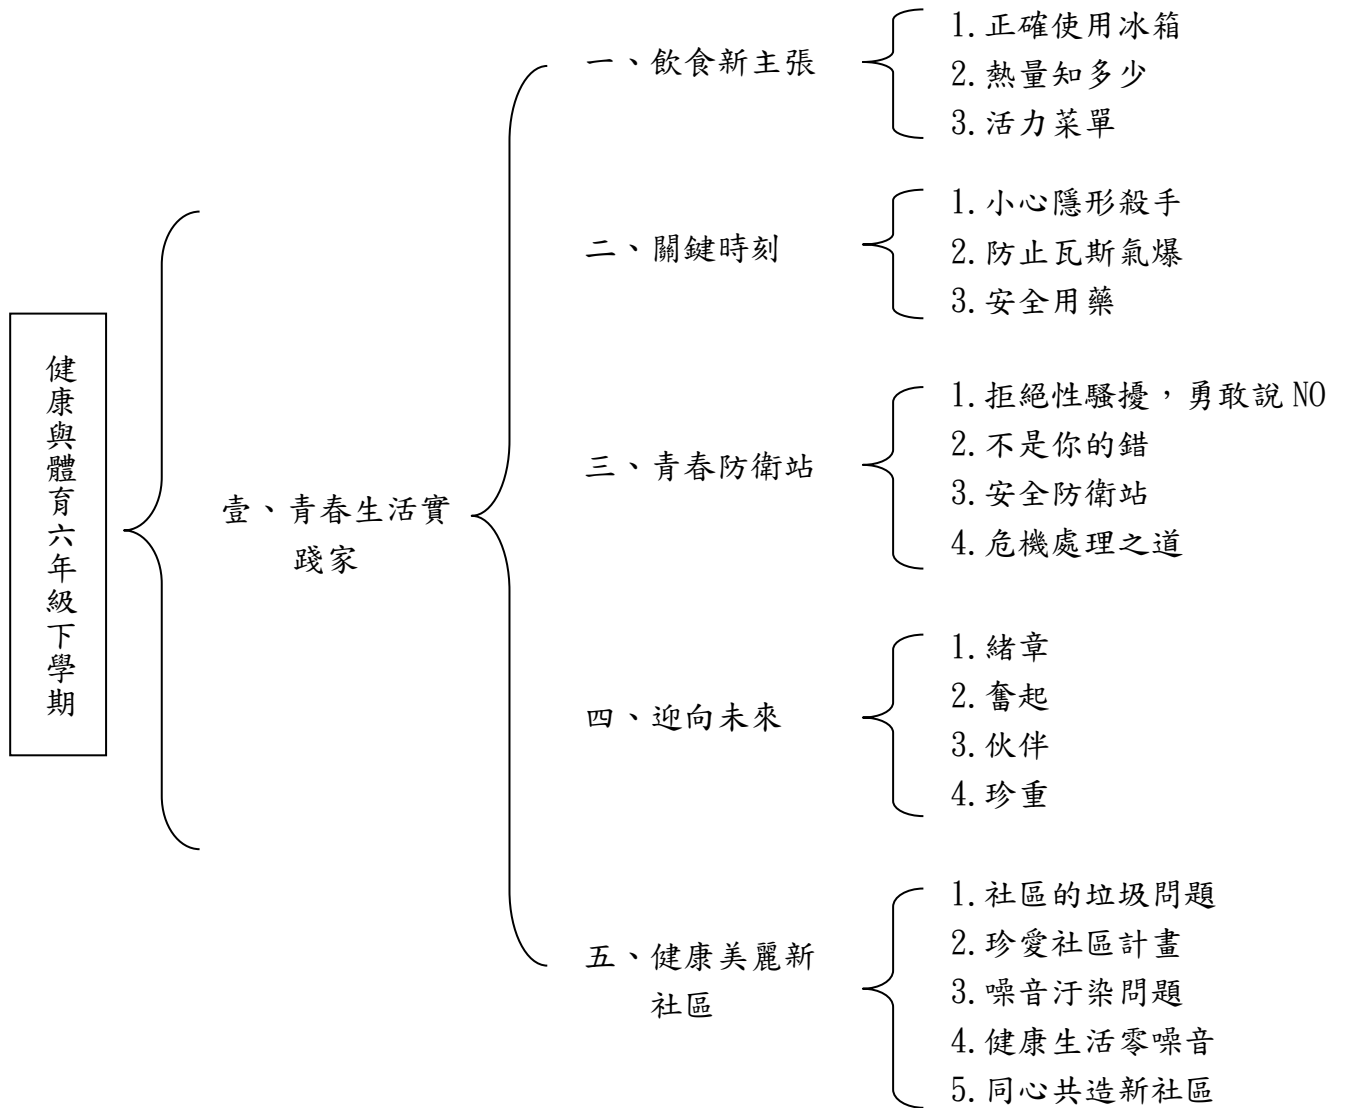 健康與體育六年級下學期
壹、青春生活實
踐家
一、飲食新主張
1.正確使用冰箱
2.熱量知多少
3.活力菜單
二、關鍵時刻
1.小心隱形殺手
2.防止瓦斯氣爆
3.安全用藥
三、青春防衛站
1.拒絕性騷擾，勇敢說 NO
2.不是你的錯
3.安全防衛站
4.危機處理之道
四、迎向未來
1.緒章
2.奮起
3.伙伴
4.珍重
五、健康美麗新
社區
1.社區的垃圾問題
2.珍愛社區計畫
3.噪音汙染問題
4.健康生活零噪音
5.同心共造新社區